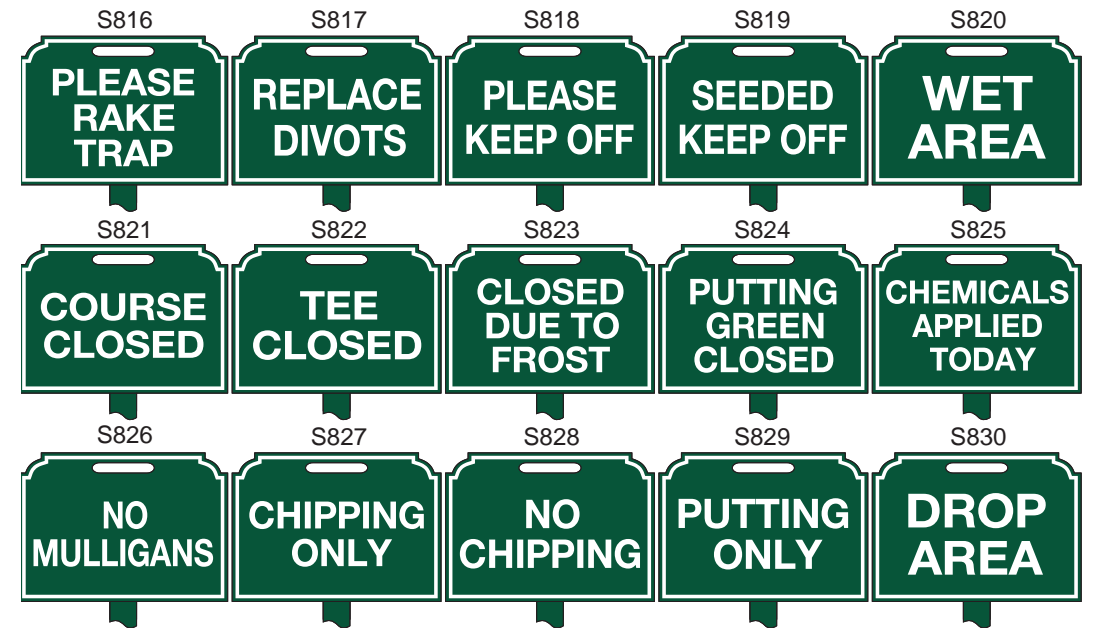 S816
PLEASE
RAKE
TRAP
S817
REPLACE
DIVOTS
S818
PLEASE
KEEP OFF
S819
SEEDED
KEEP OFF
S820
WET
AREA
S821
COURSE
CLOSED
S822
TEE
CLOSED
S823
CLOSED
DUE TO
FROST
S824
PUTTING
GREEN
CLOSED
S825
CHEMICALS
APPLIED
TODAY
S826
NO
MULLIGANS
S827
CHIPPING
ONLY
S828
NO
CHIPPING
S829
PUTTING
ONLY
S830
DROP
AREA